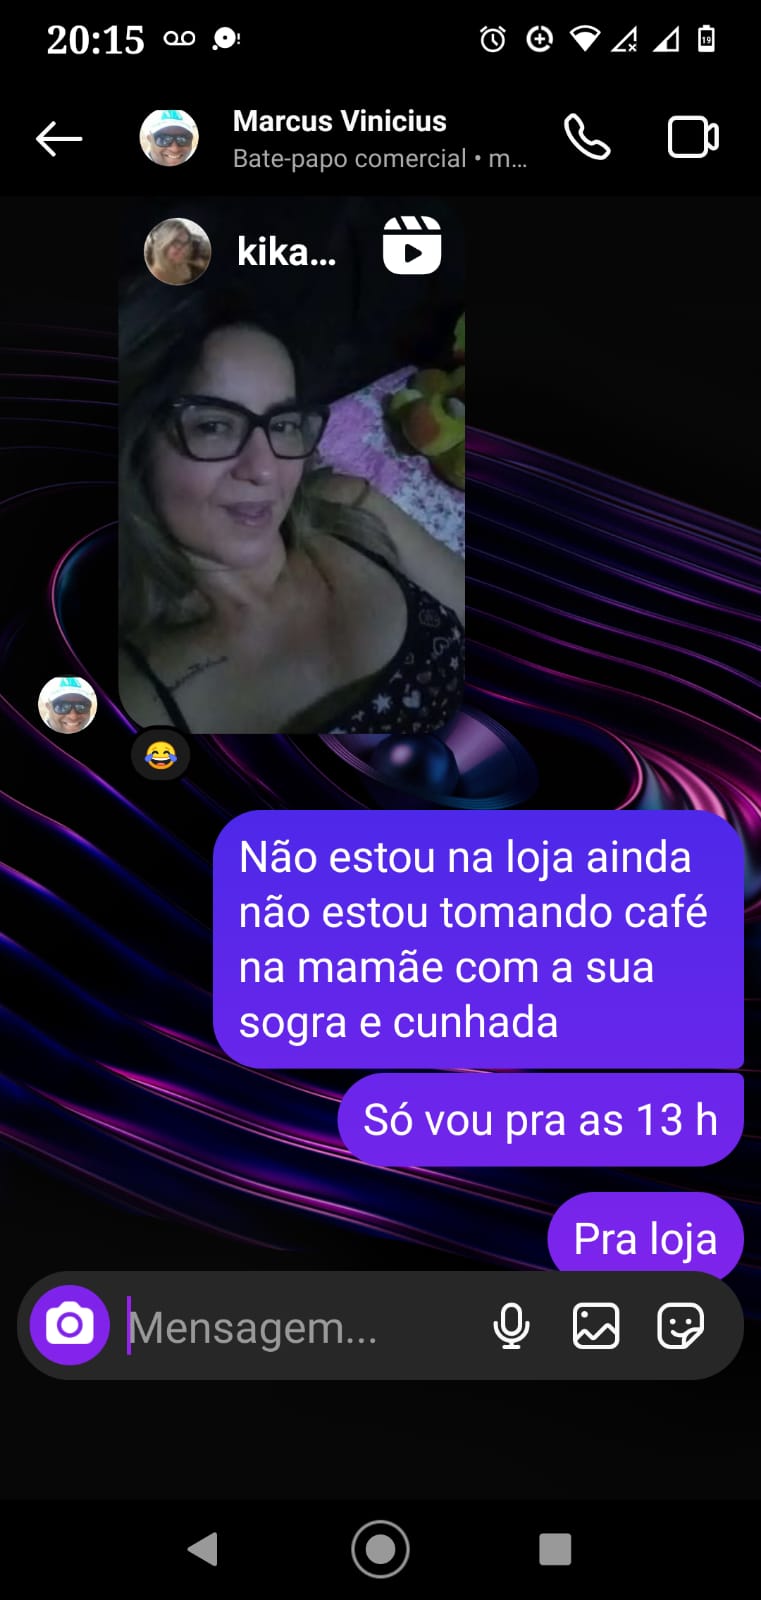 20:15
19
Marcus Vinicius
Bate-papo comercial • m...
kika...
Não estou na loja ainda
não estou tomando café
na mamãe com a sua
sogra e cunhada
Só vou pra as 13 h
Pra loja
Mensagem...